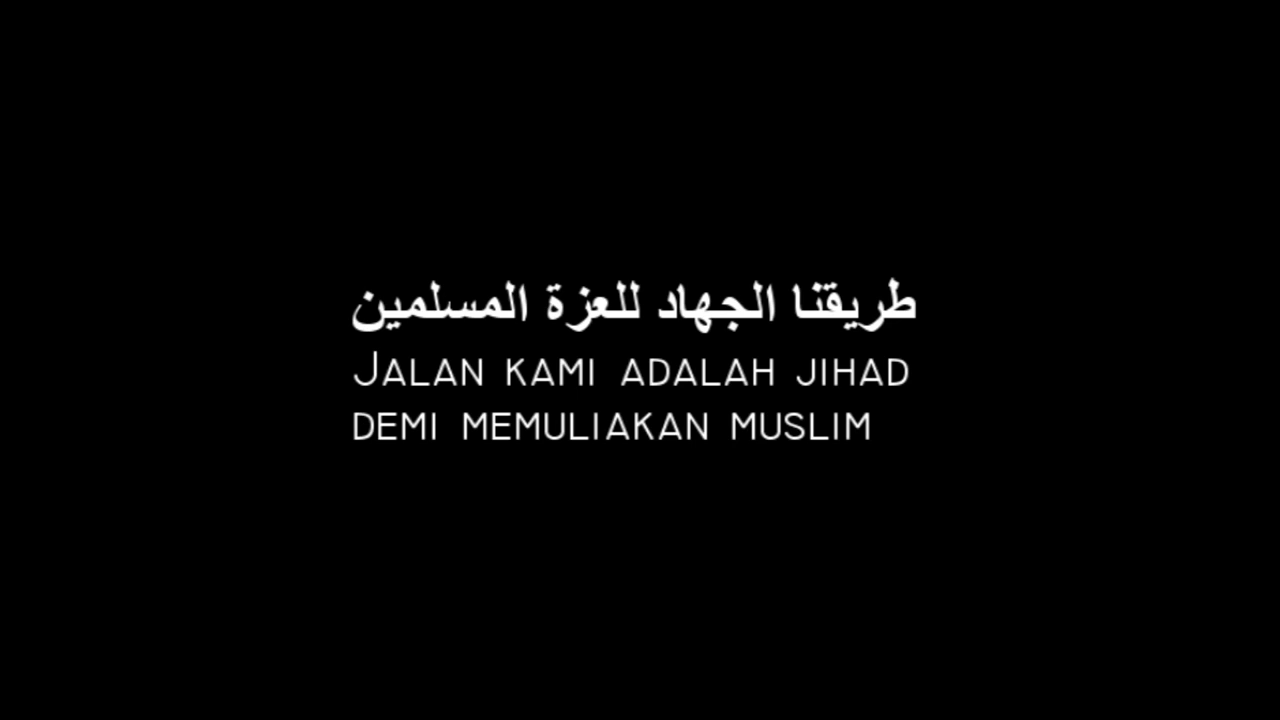 طريقنا الجهاد للعزة المسلمين
Jalan kami adalah jihad
demi memuliakan muslim